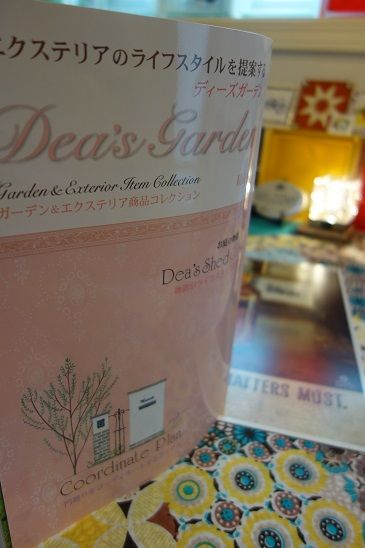 エクステリアのライフスタイルを提案する
ディーズガーデン
Dea's Garden
Garden & Exterior Item Collection
ガーデン&エクステリア商品コレクション
Dea's Shed
Coordinate Plan
MATTERS MOST.